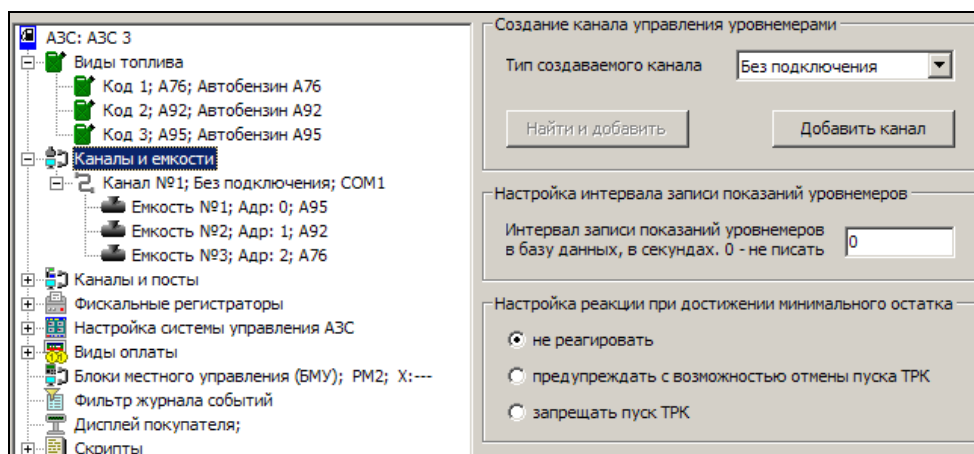 АЗС: АЗС 3
Виды топлива
Код 1; А76; Автобензин А76
Код 2; А92; Автобензин А92
Код 3; А95; Автобензин А95
Каналы и емкости
Канал №1; Без подключения; COM1
Емкость №1; Адр: 0; А95
Емкость №2; Адр: 1; А92
Емкость №3; Адр: 2; А76
Каналы и посты
Фискальные регистраторы
Настройка системы управления АЗС
Виды оплаты
Блоки местного управления (БМУ); PM2; X:---
Фильтр журнала событий
Дисплей покупателя;
Скрипты
Создание канала управления уровнемерами
Тип создаваемого канала
Без подключения
Найти и добавить
Добавить канал
Настройка интервала записи показаний уровнемеров
Интервал записи показаний уровнемеров
в базу данных, в секундах. 0 - не писать
0
Настройка реакции при достижении минимального остатка
не реагировать
предупреждать с возможностью отмены пуска ТРК
запрещать пуск ТРК